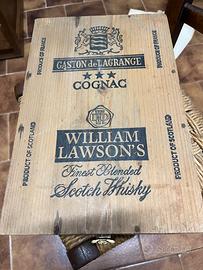 PRODUCE OF FRANCE
PRODUCE OF FRANCE
GASTON de LAGRANGE
COGNAC
PRODUCT OF SCOTLAND
PRODUCT OF SCOTLAND
WILLIAM
LAWSON'S
Finest Blended
Scotch Whisky